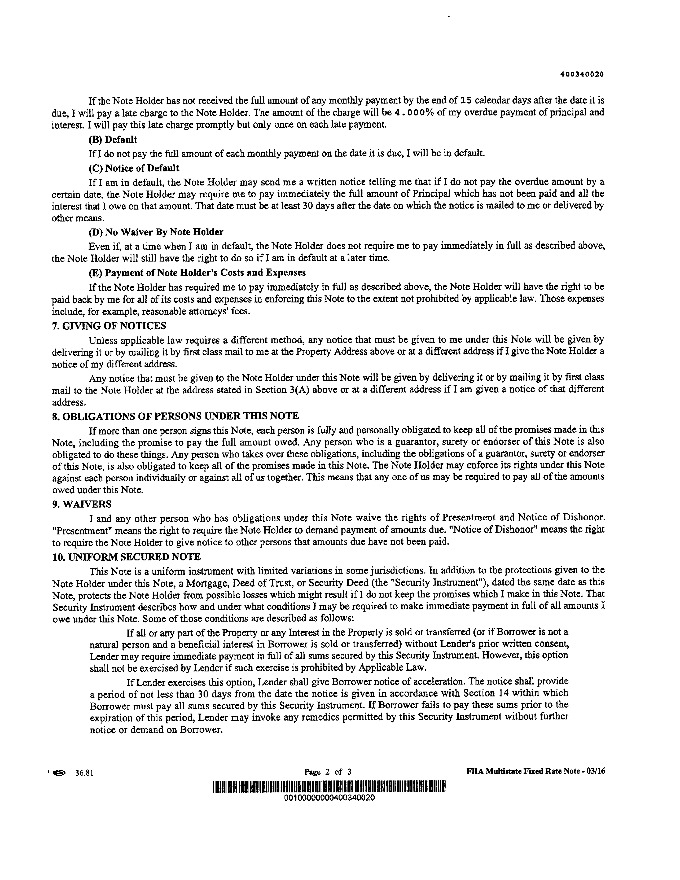 400340020
If the Note Holder has not received the full amount of any monthly payment by the end of 15 calendar days after the date it is
due, I will pay a late charge to the Note Holder. The amount of the charge will be 4.000% of my overdue payment of principal and
interest. I will pay this late charge promptly but only once on each late payment.
(B) Default
If I do not pay the full amount of each monthly payment on the date it is due, I will be in default.
(C) Notice of Default
If I am in default, the Note Holder may send me a written notice telling me that if I do not pay the overdue amount by a
certain date, the Note Holder may require me to pay immediately the full amount of Principal which has not been paid and all the
interest that I owe on that amount. That date must be at least 30 days after the date on which the notice is mailed to me or delivered by
other means.
(D) No Waiver By Note Holder
Even if, at a time when I am in default, the Note Holder does not require me to pay immediately in full as described above,
the Note Holder will still have the right to do so if I am in default at a later time.
(E) Payment of Note Holder's Costs and Expenses
If the Note Holder has required me to pay immediately in full as described above, the Note Holder will have the right to be
paid back by me for all of its costs and expenses in enforcing this Note to the extent not prohibited by applicable law. Those expenses
include, for example, reasonable attorneys' fees.
7. GIVING OF NOTICES
Unless applicable law requires a different method, any notice that must be given to me under this Note will be given by
delivering it or by mailing it by first class mail to me at the Property Address above or at a different address if I give the Note Holder a
notice of my different address.
Any notice that must be given to the Note Holder under this Note will be given by delivering it or by mailing it by first class
mail to the Note Holder at the address stated in Section 3(A) above or at a different address if I am given a notice of that different
address.
8. OBLIGATIONS OF PERSONS UNDER THIS NOTE
If more than one person signs this Note, each person is fully and personally obligated to keep all of the promises made in this
Note, including the promise to pay the full amount owed. Any person who is a guarantor, surety or endorser of this Note is also
obligated to do these things. Any person who takes over these obligations, including the obligations of a guarantor, surety or endorser
of this Note, is also obligated to keep all of the promises made in this Note. The Note Holder may enforce its rights under this Note
against each person individually or against all of us together. This means that any one of us may be required to pay all of the amounts
owed under this Note.
9. WAIVERS
I and any other person who has obligations under this Note waive the rights of Presentment and Notice of Dishonor.
"Presentment" means the right to require the Note Holder to demand payment of amounts due. "Notice of Dishonor" means the right
to require the Note Holder to give notice to other persons that amounts due have not been paid.
10. UNIFORM SECURED NOTE
This Note is a uniform instrument with limited variations in some jurisdictions. In addition to the protections given to the
Note Holder under this Note, a Mortgage, Deed of Trust, or Security Deed (the "Security Instrument"), dated the same date as this
Note, protects the Note Holder from possible losses which might result if I do not keep the promises which I make in this Note. That
Security Instrument describes how and under what conditions I may be required to make immediate payment in full of all amounts I
owe under this Note. Some of those conditions are described as follows:
If all or any part of the Property or any Interest in the Property is sold or transferred (or if Borrower is not a
natural person and a beneficial interest in Borrower is sold or transferred) without Lender's prior written consent,
Lender may require immediate payment in full of all sums secured by this Security Instrument. However, this option
shall not be exercised by Lender if such exercise is prohibited by Applicable Law.
If Lender exercises this option, Lender shall give Borrower notice of acceleration. The notice shall provide
a period of not less than 30 days from the date the notice is given in accordance with Section 14 within which
Borrower must pay all sums secured by this Security Instrument. If Borrower fails to pay these sums prior to the
expiration of this period, Lender may invoke any remedies permitted by this Security Instrument without further
notice or demand on Borrower.
36.81
Page 2 of 3
FHA Multistate Fixed Rate Note - 03/16
00100000000400340020